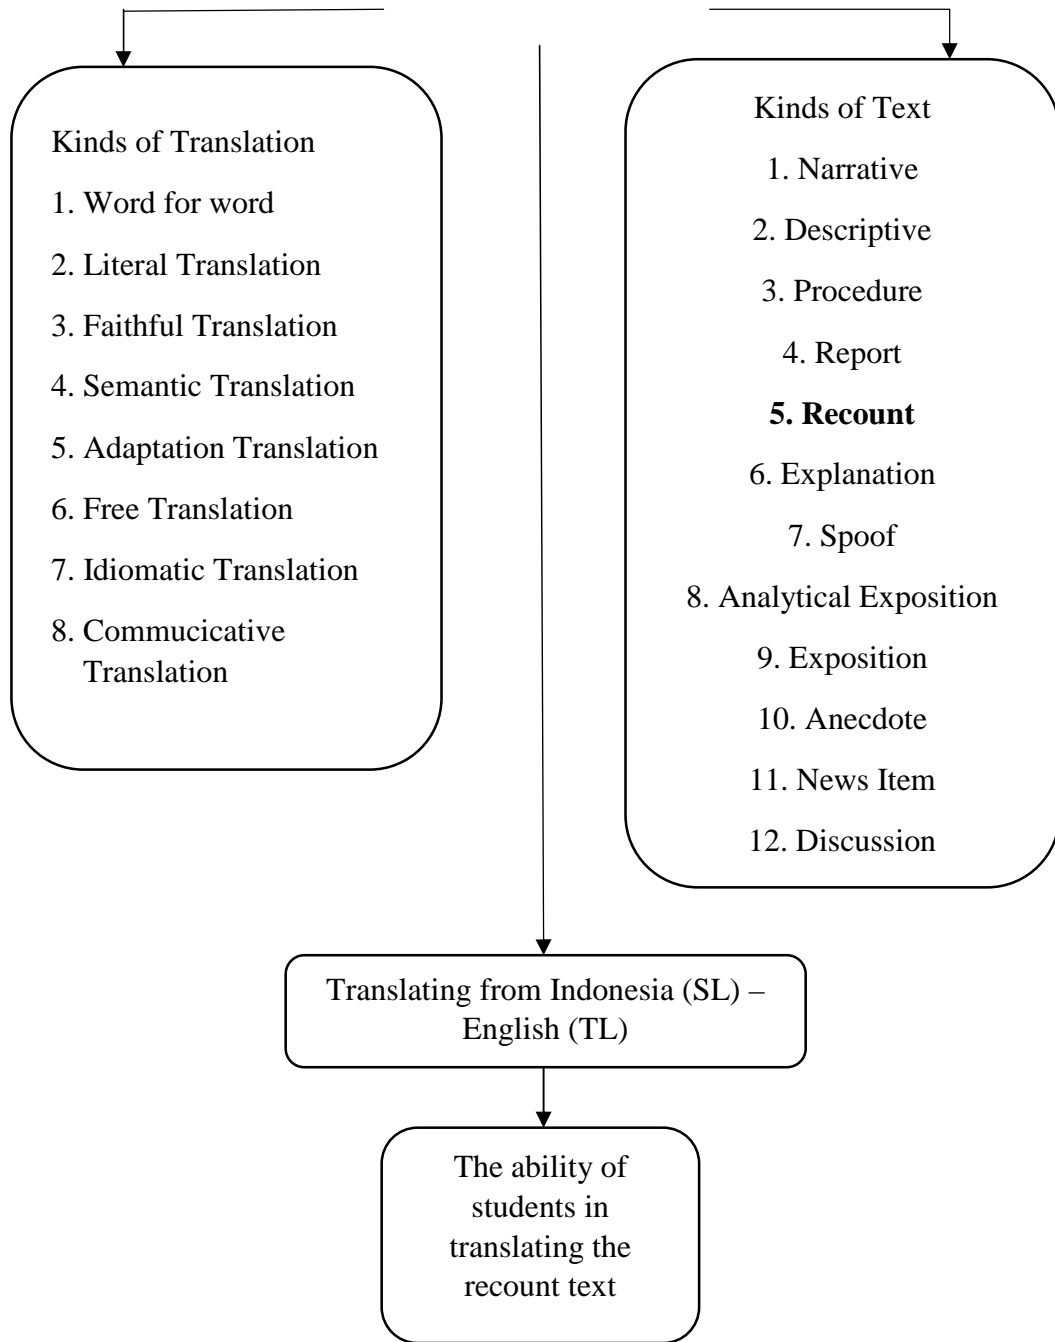 Kinds of Translation
1. Word for word
2. Literal Translation
3. Faithful Translation
4. Semantic Translation
5. Adaptation Translation
6. Free Translation
7. Idiomatic Translation
8. Commucicative
Translation
Kinds of Text
1. Narrative
2. Descriptive
3. Procedure
4. Report
5. Recount
6. Explanation
7. Spoof
8. Analytical Exposition
9. Exposition
10. Anecdote
11. News Item
12. Discussion
Translating from Indonesia (SL) –
English (TL)
The ability of
students in
translating the
recount text